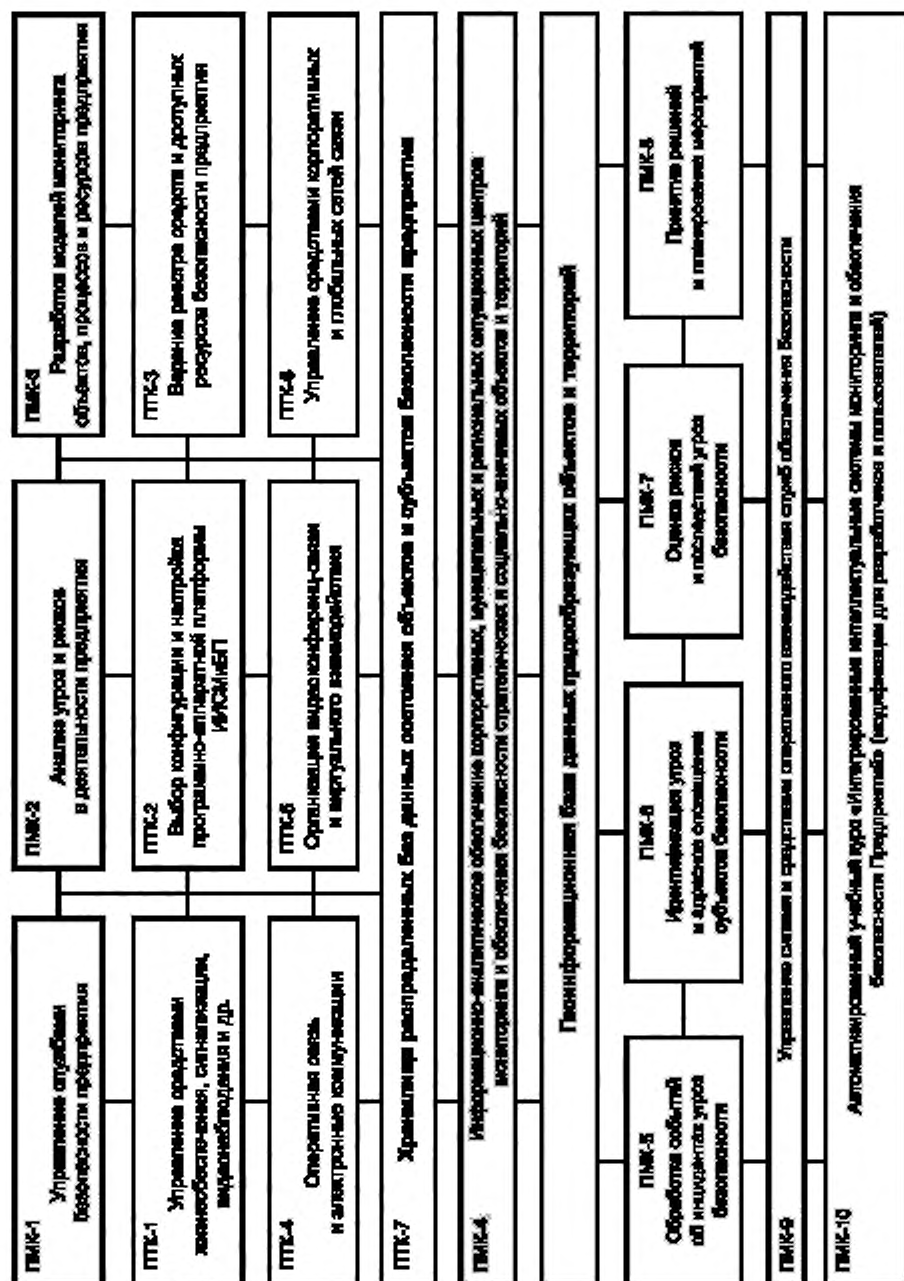 ПМК-1
Управление службами
безопасности предприятия
ПМК-2
Анализ угроз и рисков
в деятельности предприятия
ПМК-3
Разработка моделей мониторинга
объектов, процессов и ресурсов предприятия
ПТК-1
Управление средствами
жизнеобеспечения, сигнализации,
видеонаблюдения и др.
ПТК-2
Выбор конфигурации и настройка
программно-аппаратной платформы
ИИСМиБП
ПТК-3
Ведение реестра средств и доступных
ресурсов безопасности предприятия
ПТК-4
Оперативная связь
и электронные коммуникации
ПТК-5
Организация видеоконференц-связи
и виртуального взаимодействия
ПТК-6
Управление средствами корпоративных
и глобальных сетей связи
ПТК-7
Хранилища распределенных баз данных состояния объектов и субъектов безопасности предприятия
ПМК-4
Информационно-аналитическое обеспечение корпоративных, муниципальных и региональных ситуационных центров
мониторинга и обеспечения безопасности стратегических и социально-значимых объектов и территорий
Геоинформационная база данных градообразующих объектов и территорий
ПМК-5
Обработка событий
об инцидентах угроз
безопасности
ПМК-6
Идентификация угроз
и адресное оповещение
субъектов безопасности
ПМК-7
Оценка рисков
и последствий угроз
безопасности
ПМК-8
Принятие решений
и планирование мероприятий
ПМК-9
Управление силами и средствами оперативного взаимодействия служб обеспечения безопасности
ПМК-10
Автоматизированный учебный курс «Интегрированные интеллектуальные системы мониторинга и обеспечения
безопасности Предприятий» (модификации для разработчиков и пользователей)